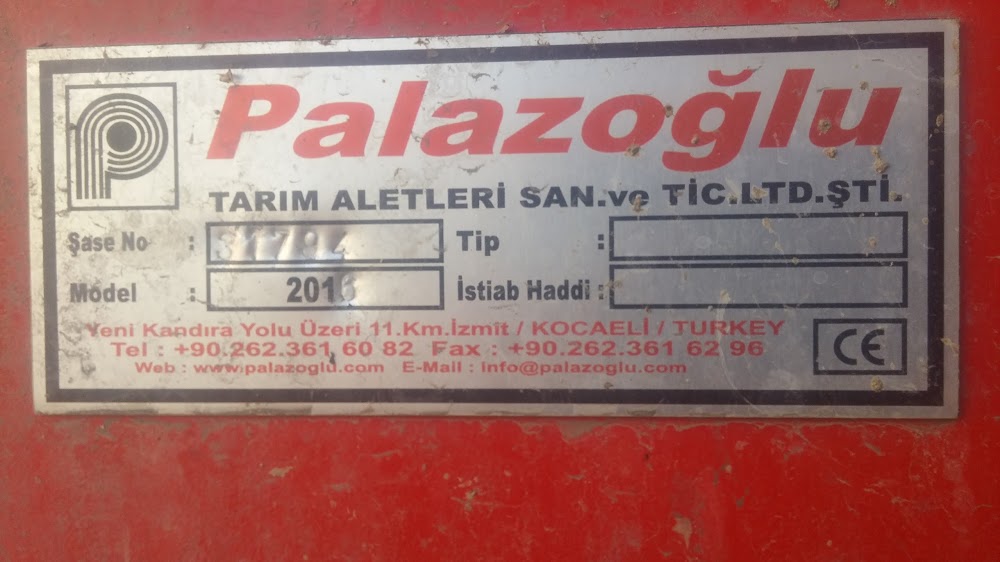 Palazoğlu
TARIM ALETLERİ SAN.ve TİC.LTD.ŞTİ.
Şase No : Tip :
Model : İstiab Haddi :
Yeni Kandıra Yolu Üzeri 11.Km.İzmit / KOCAELİ / TURKEY
Tel : +90.262.361 60 82 Fax : +90.262.361 62 96
Web : www.palazoglu.com E-Mail : info@palazoglu.com
CE